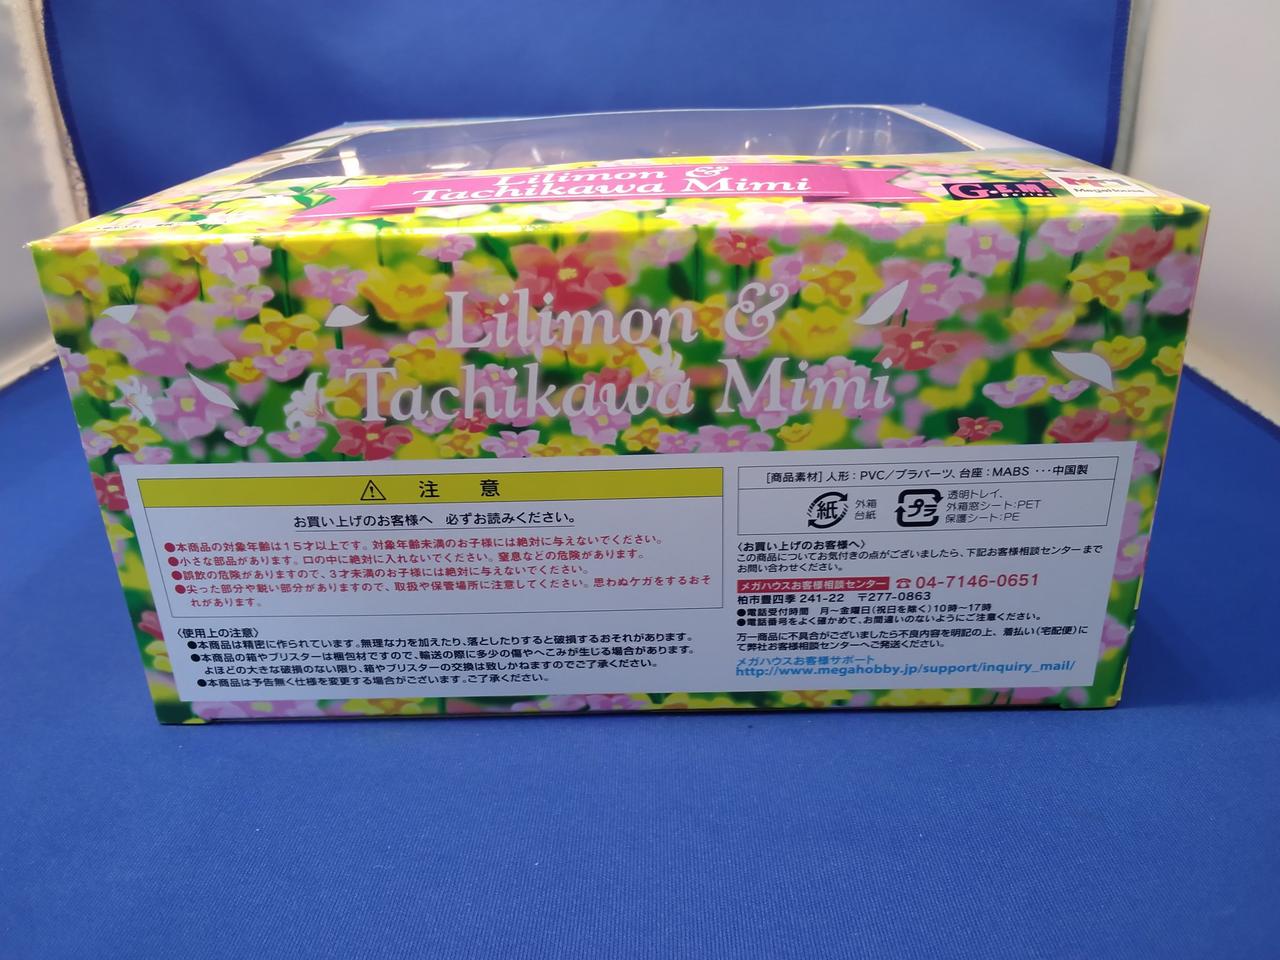 Lilimon &
Tachikawa Mimi
G.E.M.
series
MegaHouse
Lilimon &
Tachikawa Mimi
注意
お買い上げのお客様へ 必ずお読みください。
●本商品の対象年齢は15才以上です。対象年齢未満のお子様には絶対に与えないでください。
●小さな部品があります。口の中に絶対に入れないでください。窒息などの危険があります。
●誤飲の危険がありますので、3才未満のお子様には絶対に与えないでください。
●尖った部分や鋭い部分がありますので、取扱や保管場所に注意してください。思わぬケガをするおそ
れがあります。
〈使用上の注意〉
●本商品は精密に作られています。無理な力を加えたり、落としたりすると破損するおそれがあります。
●本商品の箱やブリスターは梱包材ですので、輸送の際に多少の傷やへこみが生じる場合があります。
よほどの大きな破損のない限り、箱やブリスターの交換は致しかねますのでご了承ください。
●本商品は予告無く仕様を変更する場合がございます。ご了承ください。
[商品素材] 人形：PVC／プラパーツ、台座：MABS …中国製
紙
外箱
台紙
プラ
透明トレイ、
外箱窓シート：PET
保護シート：PE
〈お買い上げのお客様へ〉
この商品についてお気付きの点がございましたら、下記お客様相談センターまで
お問い合わせください。
メガハウスお客様相談センター ☎04-7146-0651
柏市豊四季 241-22 〒277-0863
●電話受付時間 月～金曜日(祝日を除く)10時～17時
●電話番号をよく確かめて、お間違いのないようにご注意ください。
万一商品に不具合がございましたら不良内容を明記の上、着払い(宅配便)に
て弊社お客様相談センターへご発送ください。
メガハウスお客様サポート
http://www.megahobby.jp/support/inquiry_mail/